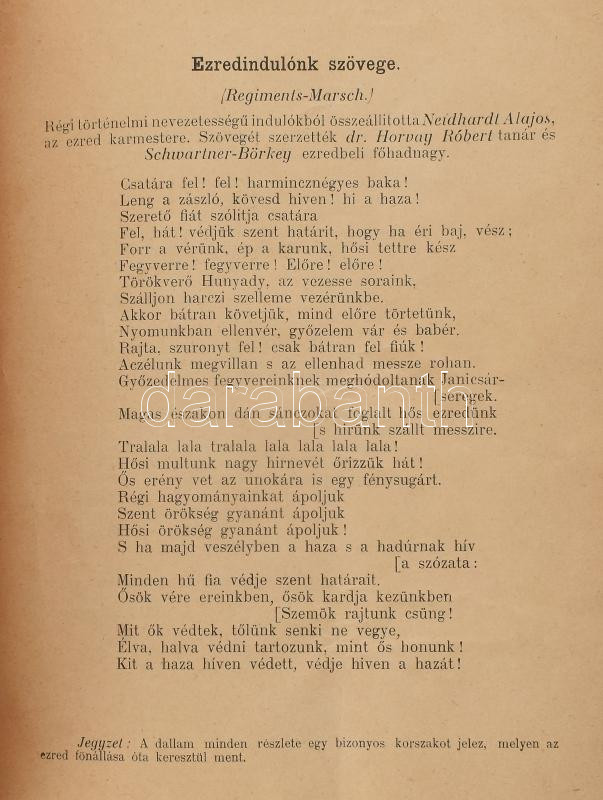 Ezredindulónk szövege.
/Regiments-Marsch./
Régi történelmi nevezetességű indulókból összeállitotta Neidhardt Alajos,
az ezred karmestere. Szövegét szerzették dr. Horvay Róbert tanár és
Schwartner-Börkey ezredbeli főhadnagy.
Csatára fel! fel! harmincznégyes baka!
Leng a zászló, kövesd hiven! hi a haza!
Szerető fiát szólitja csatára
Fel, hát! védjük szent határit, hogy ha éri baj, vész;
Forr a vérünk, ép a karunk, hősi tettre kész
Fegyverre! fegyverre! Előre! előre!
Törökverő Hunyady, az vezesse soraink,
Szálljon harczi szelleme vezérünkbe.
Akkor bátran követjük, mind előre törtetünk,
Nyomunkban ellenvér, győzelem vár és babér.
Rajta, szuronyt fel! csak bátran fel fiúk!
Aczélunk megvillan s az ellenhad messze rohan.
Győzedelmes fegyvereinknek meghódoltanak Janicsár-
[seregek.
Magas északon dán sánczokat foglalt hős ezredünk
[s hirünk szállt messzire.
Tralala lala tralala lala lala lala lala!
Hősi multunk nagy hirnevét őrizzük hát!
Ős erény vet az unokára is egy fénysugárt.
Régi hagyományainkat ápoljuk
Szent örökség gyanánt ápoljuk
Hősi örökség gyanánt ápoljuk!
S ha majd veszélyben a haza s a hadúrnak hív
[a szózata:
Minden hű fia védje szent határait.
Ősök vére ereinkben, ősök kardja kezünkben
[Szemök rajtunk csüng!
Mit ők védtek, tőlünk senki ne vegye,
Élva, halva védni tartozunk, mint ős honunk!
Kit a haza híven védett, védje hiven a hazát!
Jegyzet: A dallam minden részlete egy bizonyos korszakot jelez, melyen az
ezred fönállása óta keresztül ment.
darabanth